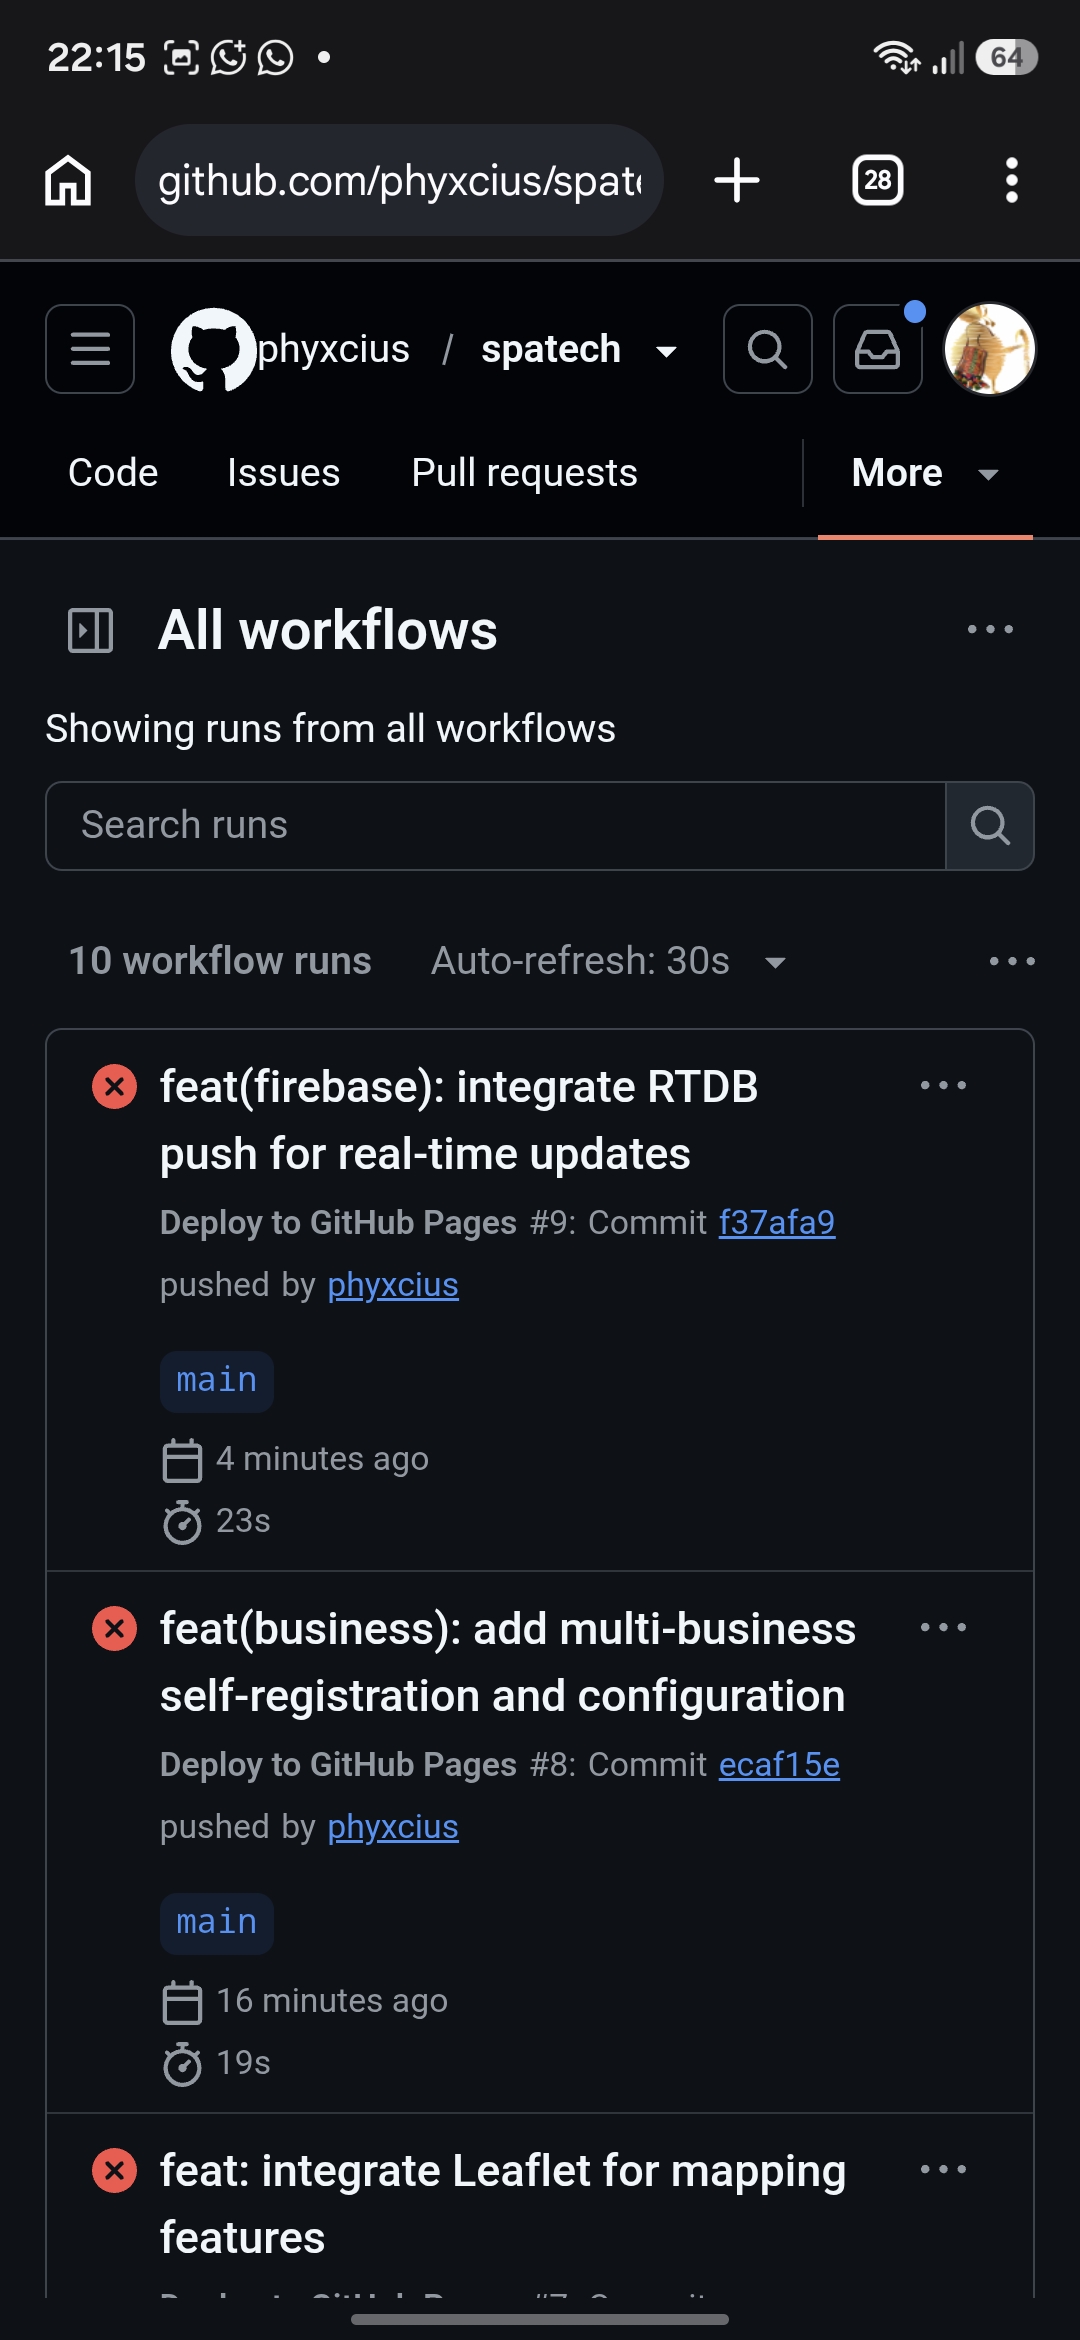 22:15
64
github.com/phyxcius/spat
28
phyxcius / spatech
Code Issues Pull requests More
All workflows
Showing runs from all workflows
Search runs
10 workflow runs Auto-refresh: 30s
feat(firebase): integrate RTDB
push for real-time updates
Deploy to GitHub Pages #9: Commit f37afa9
pushed by phyxcius
main
4 minutes ago
23s
feat(business): add multi-business
self-registration and configuration
Deploy to GitHub Pages #8: Commit ecaf15e
pushed by phyxcius
main
16 minutes ago
19s
feat: integrate Leaflet for mapping
features